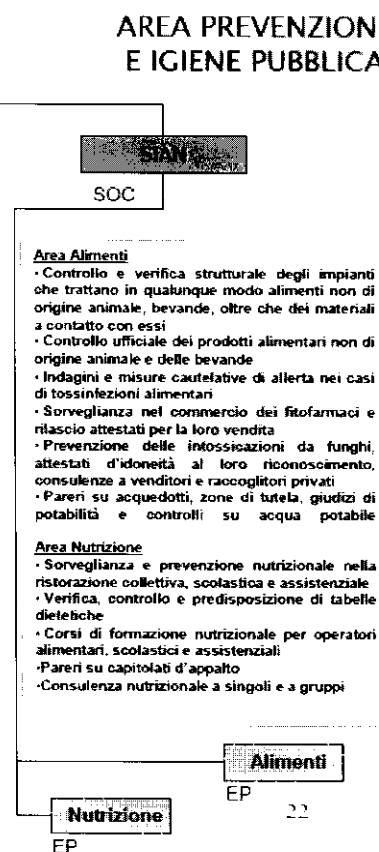 AREA PREVENZION
E IGIENE PUBBLICA
SIAN
SOC
Area Alimenti
· Controllo e verifica strutturale degli impianti
che trattano in qualunque modo alimenti non di
origine animale, bevande, oltre che dei materiali
a contatto con essi
· Controllo ufficiale dei prodotti alimentari non di
origine animale e delle bevande
· Indagini e misure cautelative di allerta nei casi
di tossinfezioni alimentari
· Sorveglianza nel commercio dei fitofarmaci e
rilascio attestati per la loro vendita
· Prevenzione delle intossicazioni da funghi,
attestati d'idoneità al loro riconoscimento,
consulenze a venditori e raccoglitori privati
· Pareri su acquedotti, zone di tutela, giudizi di
potabilità e controlli su acqua potabile
Area Nutrizione
· Sorveglianza e prevenzione nutrizionale nella
ristorazione collettiva, scolastica e assistenziale
· Verifica, controllo e predisposizione di tabelle
dietetiche
· Corsi di formazione nutrizionale per operatori
alimentari, scolastici e assistenziali
·Pareri su capitolati d'appalto
·Consulenza nutrizionale a singoli e a gruppi
Alimenti
EP
22
Nutrizione
EP